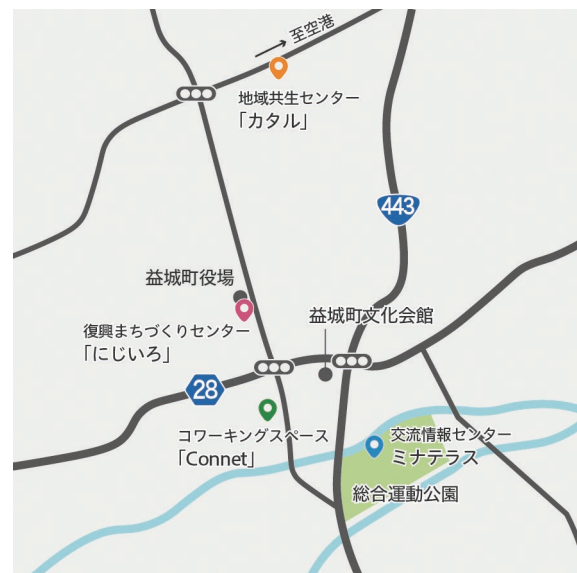 至空港
地域共生センター
「カタル」
443
益城町役場
復興まちづくりセンター
「にじいろ」
益城町文化会館
28
コワーキングスペース
「Connet」
交流情報センター
ミナテラス
総合運動公園